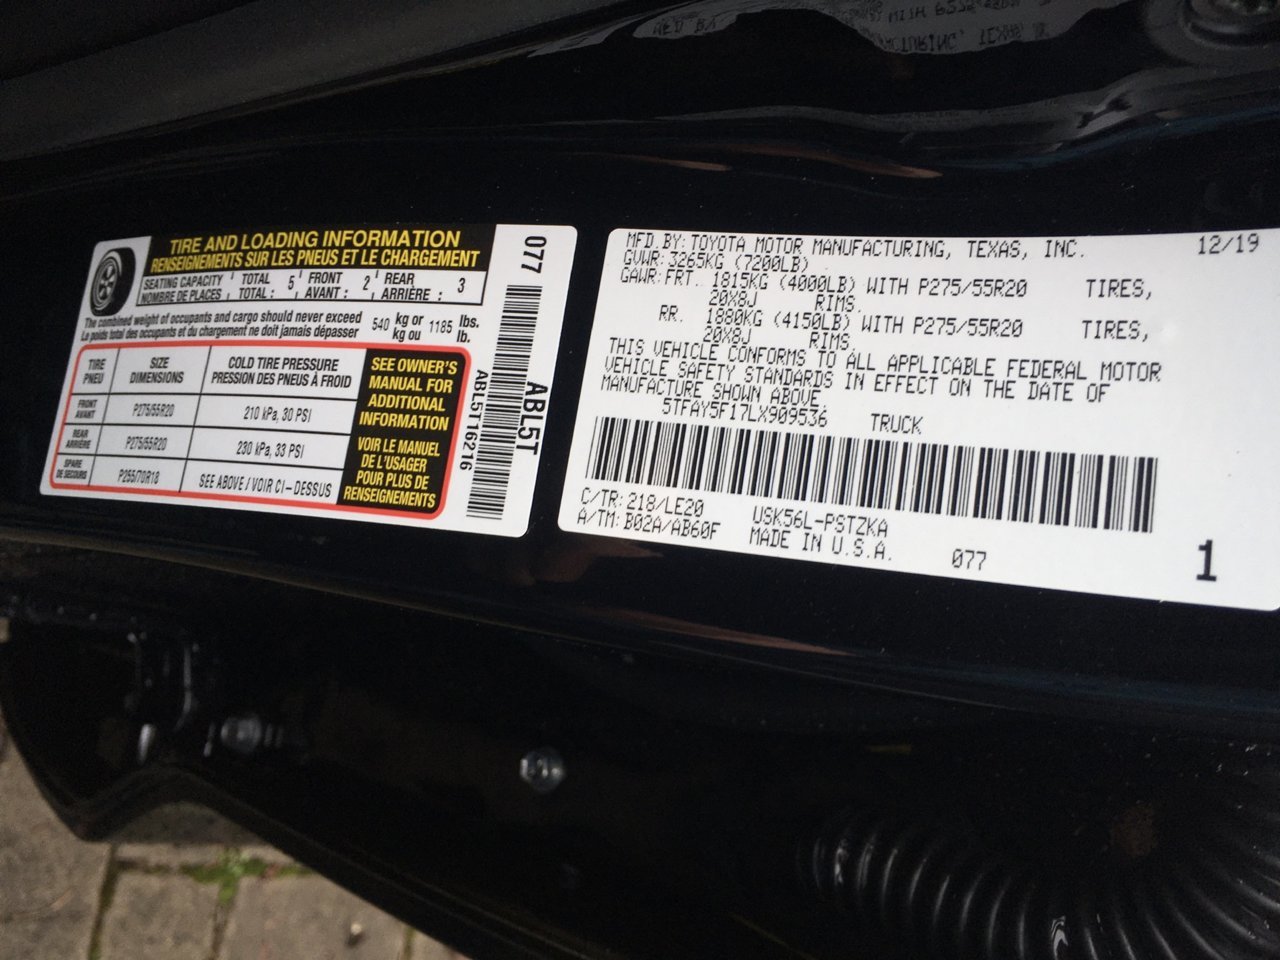 TIRE AND LOADING INFORMATION
RENSEIGNEMENTS SUR LES PNEUS ET LE CHARGEMENT
SEATING CAPACITY TOTAL 5 FRONT 2 REAR 3
NOMBRE DE PLACES TOTAL : AVANT : ARRIÈRE :
The combined weight of occupants and cargo should never exceed 540 kg or 1185 lbs.
Le poids total des occupants et du chargement ne doit jamais dépasser kg ou lb.
TIRE SIZE COLD TIRE PRESSURE
PNEU DIMENSIONS PRESSION DES PNEUS À FROID
FRONT AVANT P275/55R20 210 kPa, 30 PSI
REAR ARRIÈRE P275/55R20 230 kPa, 33 PSI
SPARE DE SECOURS P255/70R18 SEE ABOVE / VOIR CI-DESSUS
SEE OWNER'S
MANUAL FOR
ADDITIONAL
INFORMATION
VOIR LE MANUEL
DE L'USAGER
POUR PLUS DE
RENSEIGNEMENTS
077
ABL5T
ABL5T16216
MFD. BY: TOYOTA MOTOR MANUFACTURING, TEXAS, INC. 12/19
GVWR: 3265KG (7200LB)
GAWR: FRT. 1815KG (4000LB) WITH P275/55R20 TIRES,
20X8J RIMS.
RR. 1880KG (4150LB) WITH P275/55R20 TIRES,
20X8J RIMS.
THIS VEHICLE CONFORMS TO ALL APPLICABLE FEDERAL MOTOR
VEHICLE SAFETY STANDARDS IN EFFECT ON THE DATE OF
MANUFACTURE SHOWN ABOVE.
5TFAY5F17LX909536 TRUCK
C/TR: 218/LE20 USK56L-PSTZKA
A/TM: B02A/AB60F MADE IN U.S.A. 077 1